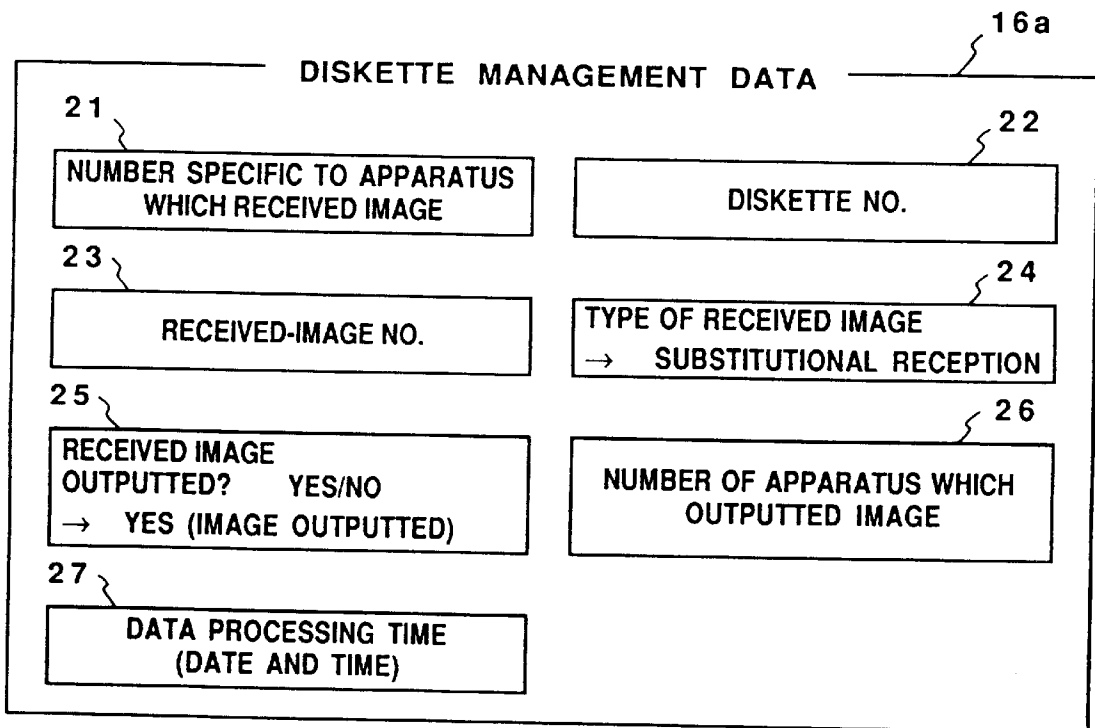 16a
DISKETTE MANAGEMENT DATA
21
NUMBER SPECIFIC TO APPARATUS
WHICH RECEIVED IMAGE
22
DISKETTE NO.
23
RECEIVED-IMAGE NO.
24
TYPE OF RECEIVED IMAGE
→ SUBSTITUTIONAL RECEPTION
25
RECEIVED IMAGE
OUTPUTTED? YES/NO
→ YES (IMAGE OUTPUTTED)
26
NUMBER OF APPARATUS WHICH
OUTPUTTED IMAGE
27
DATA PROCESSING TIME
(DATE AND TIME)